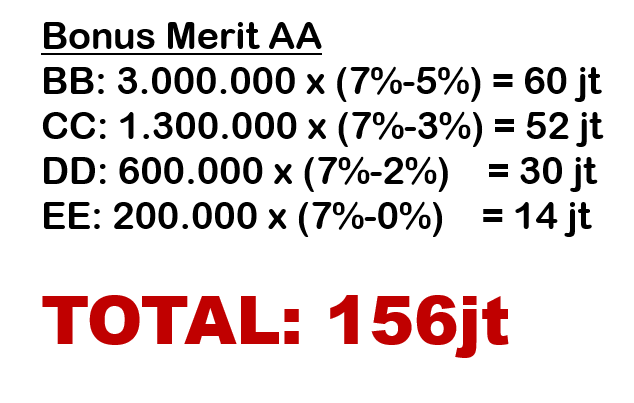 Bonus Merit AA
BB: 3.000.000 x (7%-5%) = 60 jt
CC: 1.300.000 x (7%-3%) = 52 jt
DD: 600.000 x (7%-2%) = 30 jt
EE: 200.000 x (7%-0%) = 14 jt
TOTAL: 156jt